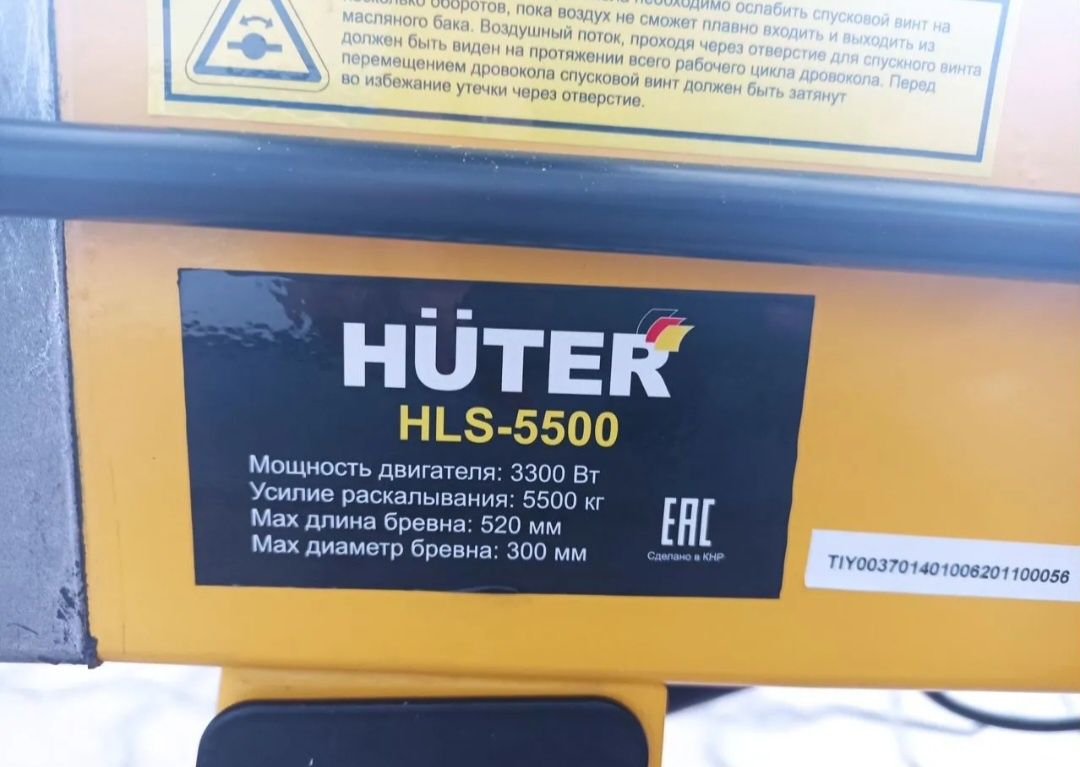 необходимо ослабить спусковой винт на
несколько оборотов, пока воздух не сможет плавно входить и выходить из
масляного бака. Воздушный поток, проходя через отверстие для спускного винта
должен быть виден на протяжении всего рабочего цикла дровокола. Перед
перемещением дровокола спусковой винт должен быть затянут
во избежание утечки через отверстие.
HÜTER
HLS-5500
Мощность двигателя: 3300 Вт
Усилие раскалывания: 5500 кг
Max длина бревна: 520 мм
Max диаметр бревна: 300 мм
EAC
Сделано в КНР
TIY003701401006201100056